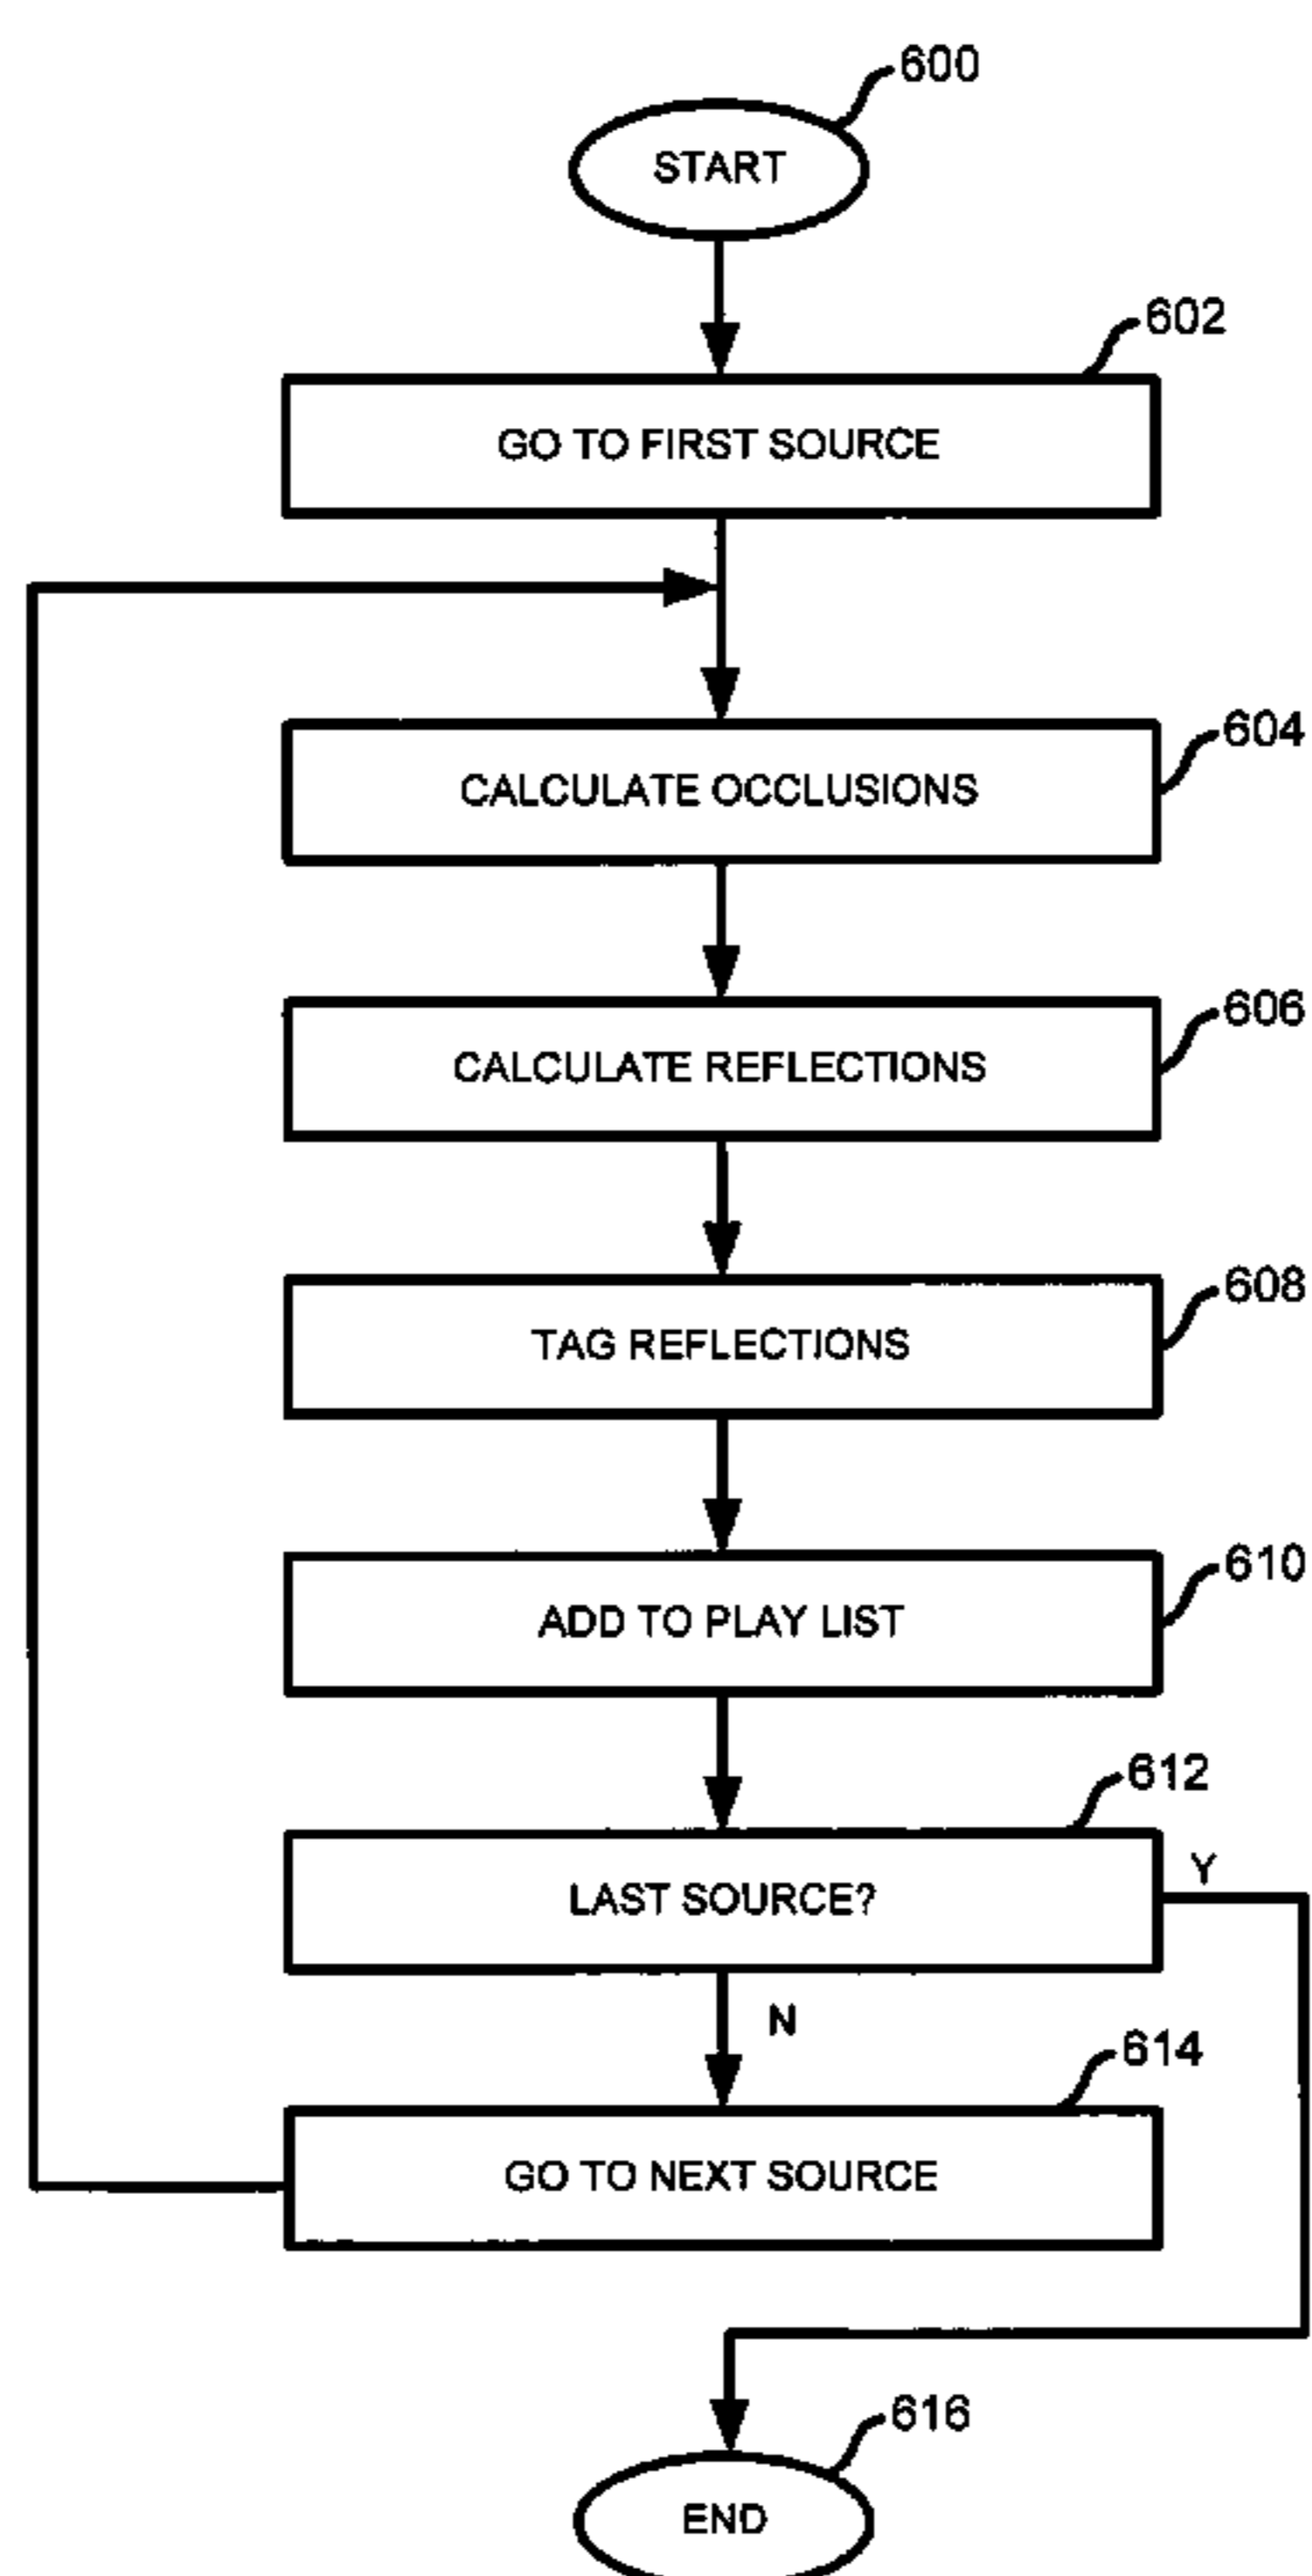 600
START
602
GO TO FIRST SOURCE
604
CALCULATE OCCLUSIONS
606
CALCULATE REFLECTIONS
608
TAG REFLECTIONS
610
ADD TO PLAY LIST
612
LAST SOURCE?
Y
N
614
GO TO NEXT SOURCE
616
END